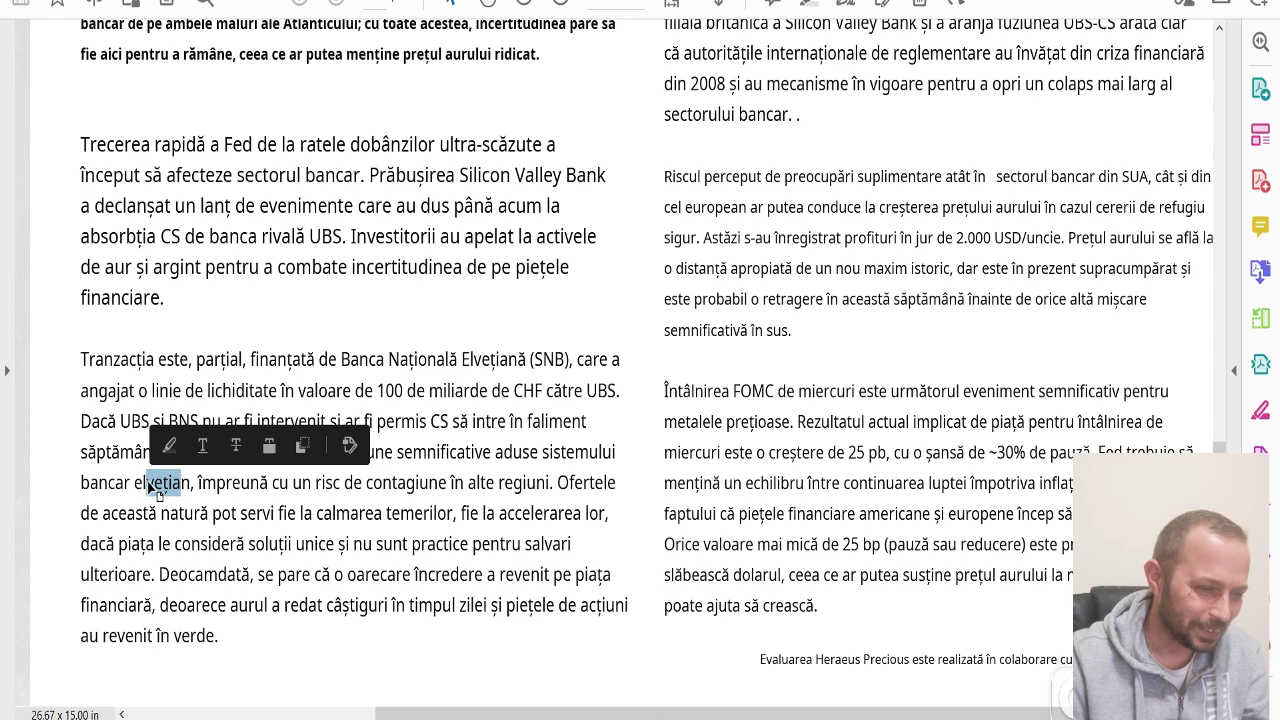 bancar de pe ambele maluri ale Atlanticului; cu toate acestea, incertitudinea pare să
fie aici pentru a rămâne, ceea ce ar putea menține prețul aurului ridicat.
Trecerea rapidă a Fed de la ratele dobânzilor ultra-scăzute a
început să afecteze sectorul bancar. Prăbușirea Silicon Valley Bank
a declanșat un lanț de evenimente care au dus până acum la
absorbția CS de banca rivală UBS. Investitorii au apelat la activele
de aur și argint pentru a combate incertitudinea de pe piețele
financiare.
Tranzacția este, parțial, finanțată de Banca Națională Elvețiană (SNB), care a
angajat o linie de lichiditate în valoare de 100 de miliarde de CHF către UBS.
Dacă UBS și BNS nu ar fi intervenit și ar fi permis CS să intre în faliment
une semnificative aduse sistemului
bancar elvețian, împreună cu un risc de contagiune în alte regiuni. Ofertele
de această natură pot servi fie la calmarea temerilor, fie la accelerarea lor,
dacă piața le consideră soluții unice și nu sunt practice pentru salvari
ulterioare. Deocamdată, se pare că o oarecare încredere a revenit pe piața
financiară, deoarece aurul a redat câștiguri în timpul zilei și piețele de acțiuni
au revenit în verde.
filiala britanică a Silicon Valley Bank și a aranja fuziunea UBS-CS arată clar
că autoritățile internaționale de reglementare au învățat din criza financiară
din 2008 și au mecanisme în vigoare pentru a opri un colaps mai larg al
sectorului bancar. .
Riscul perceput de preocupări suplimentare atât în sectorul bancar din SUA, cât și din
cel european ar putea conduce la creșterea prețului aurului în cazul cererii de refugiu
sigur. Astăzi s-au înregistrat profituri în jur de 2.000 USD/uncie. Prețul aurului se află la
o distanță apropiată de un nou maxim istoric, dar este în prezent supracumpărat și
este probabil o retragere în această săptămână înainte de orice altă mișcare
semnificativă în sus.
Întâlnirea FOMC de miercuri este următorul eveniment semnificativ pentru
metalele prețioase. Rezultatul actual implicat de piață pentru întâlnirea de
miercuri este o creștere de 25 pb, cu o șansă de ~30% de pauză. Fed trebuie să
mențină un echilibru între continuarea luptei împotriva
faptului că piețele financiare americane și europene încep
Orice valoare mai mică de 25 bp (pauză sau reducere) este
slăbească dolarul, ceea ce ar putea susține prețul aurului la
poate ajuta să crească.
Evaluarea Heraeus Precious este realizată în colaborare
26.67 x 15.00 in